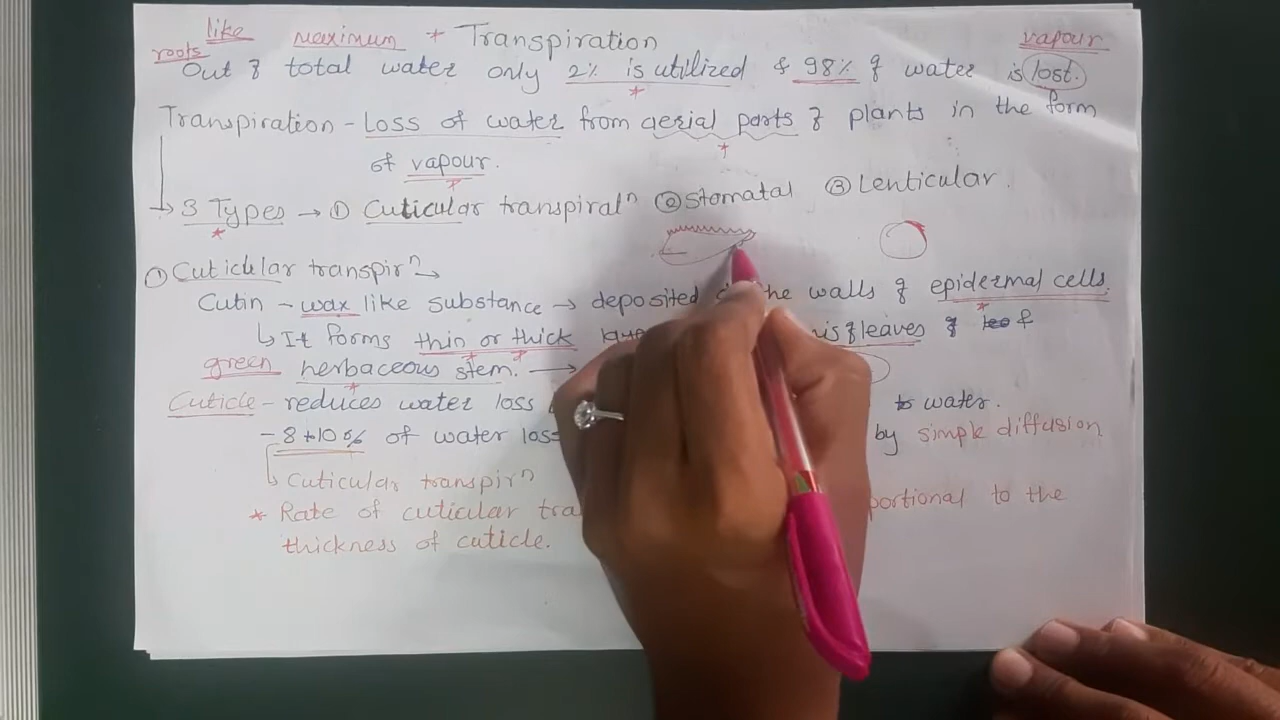 like maximum * Transpiration vapour
roots
Out of total water only 2% is utilized & 98% of water is lost.
Transpiration - Loss of water from aerial parts of plants in the form
of vapour.
→ 3 Types → ① Cuticular transpiralⁿ ② Stomatal ③ Lenticular.
① Cuticular transpirⁿ →
Cutin - wax like substance → deposited the walls of epidermal cells.
↳ It forms thin or thick is of leaves of &
green herbaceous stem. →
Cuticle - reduces water loss to water.
- 8 to 10% of water loss by simple diffusion
↳ Cuticular transpirⁿ
* Rate of cuticular tra portional to the
thickness of cuticle.